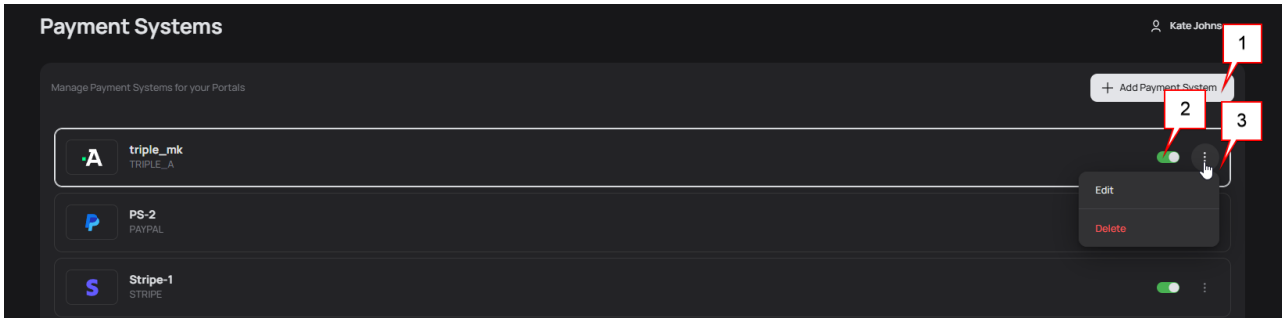 Payment Systems
Kate Johns
1
Manage Payment Systems for your Portals
+ Add Payment System
2
3
triple_mk
TRIPLE_A
Edit
PS-2
PAYPAL
Delete
Stripe-1
STRIPE